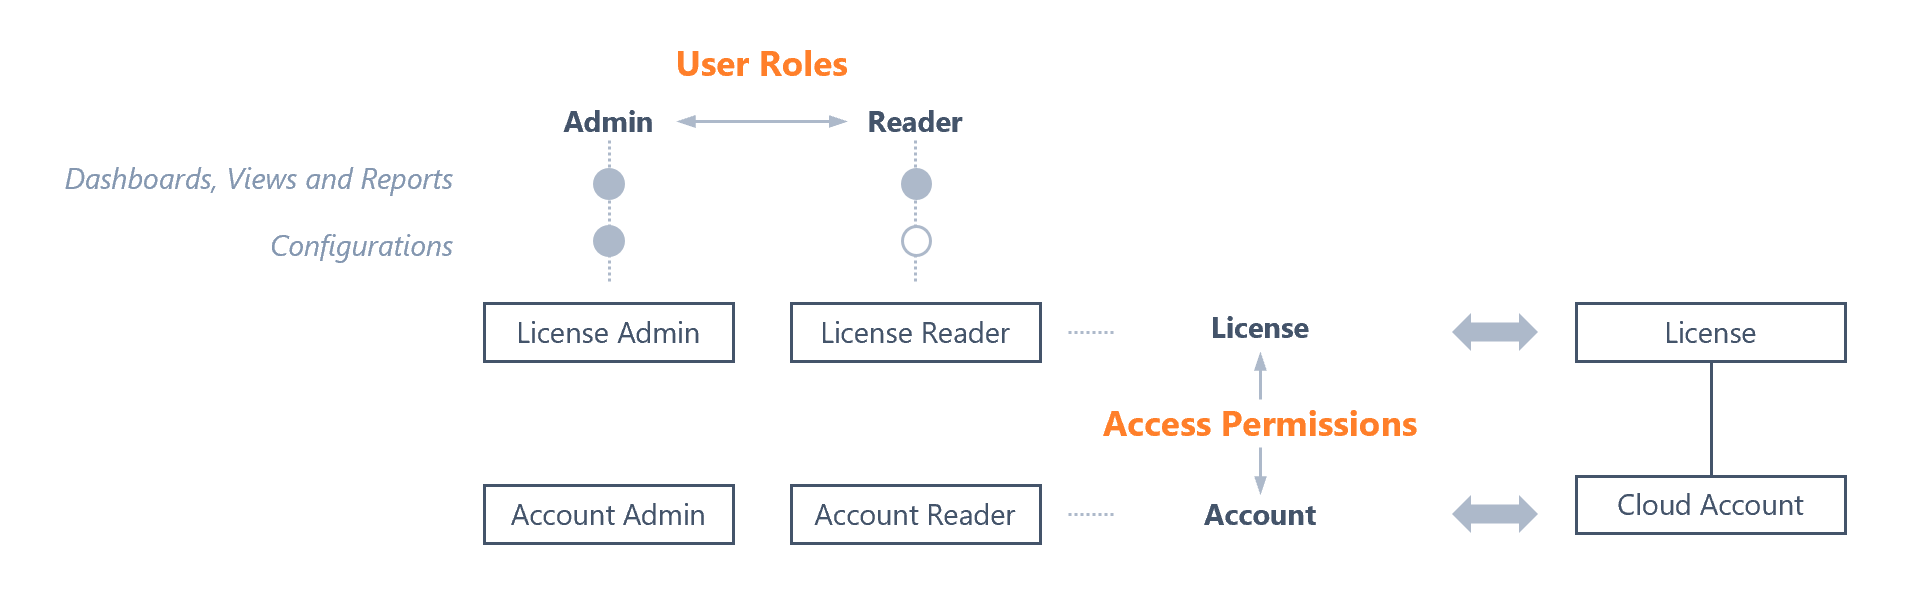 User Roles
Admin
Reader
Dashboards, Views and Reports
Configurations
License Admin
License Reader
License
License
Access Permissions
Account Admin
Account Reader
Account
Cloud Account